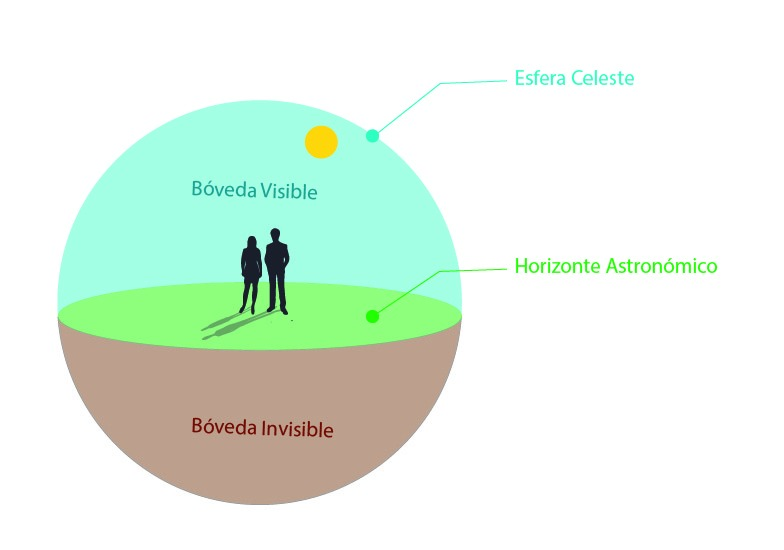 Esfera Celeste
Bóveda Visible
Horizonte Astronómico
Bóveda Invisible